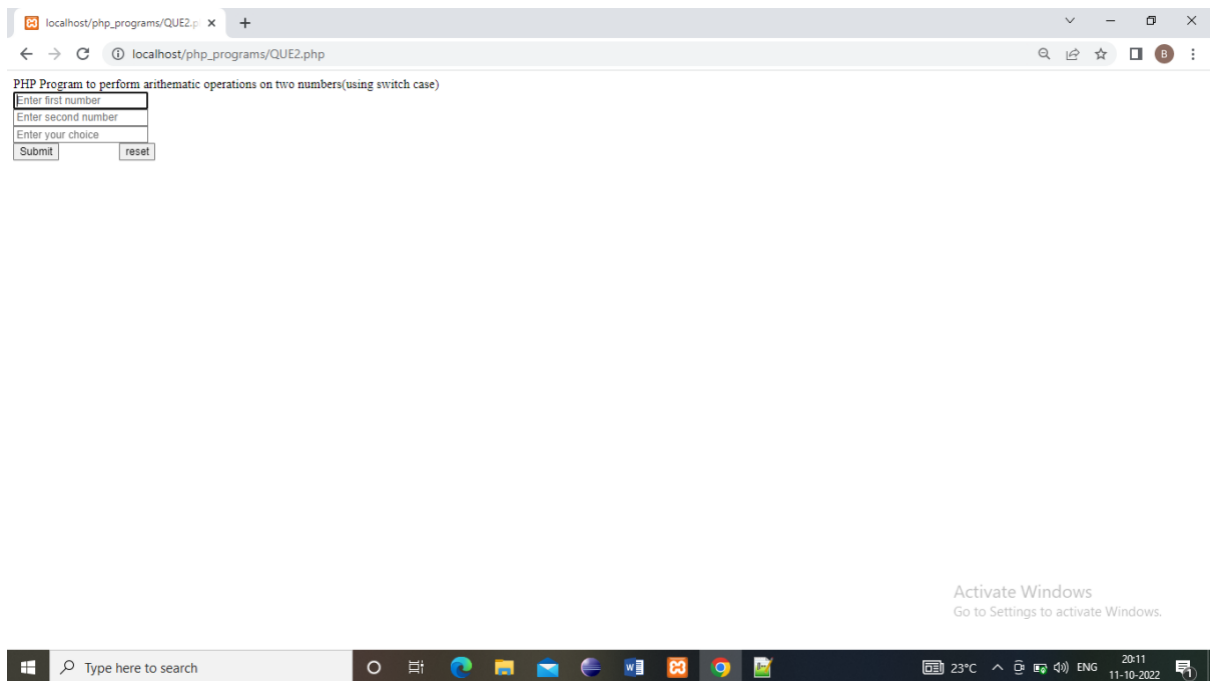 localhost/php_programs/QUE2.p
localhost/php_programs/QUE2.php
B
PHP Program to perform arithematic operations on two numbers(using switch case)
Enter first number
Enter second number
Enter your choice
Submit reset
Activate Windows
Go to Settings to activate Windows.
Type here to search
23°C ENG 20:11
11-10-2022
1